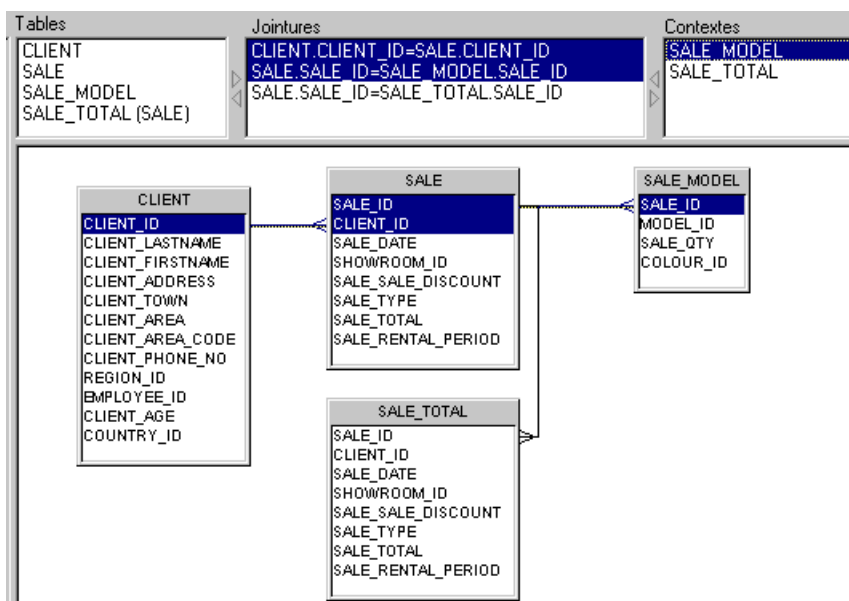 Tables
CLIENT
SALE
SALE_MODEL
SALE_TOTAL (SALE)
Jointures
CLIENT.CLIENT_ID=SALE.CLIENT_ID
SALE.SALE_ID=SALE_MODEL.SALE_ID
SALE.SALE_ID=SALE_TOTAL.SALE_ID
Contextes
SALE_MODEL
SALE_TOTAL
CLIENT
CLIENT_ID
CLIENT_LASTNAME
CLIENT_FIRSTNAME
CLIENT_ADDRESS
CLIENT_TOWN
CLIENT_AREA
CLIENT_AREA_CODE
CLIENT_PHONE_NO
REGION_ID
EMPLOYEE_ID
CLIENT_AGE
COUNTRY_ID
SALE
SALE_ID
CLIENT_ID
SALE_DATE
SHOWROOM_ID
SALE_SALE_DISCOUNT
SALE_TYPE
SALE_TOTAL
SALE_RENTAL_PERIOD
SALE_MODEL
SALE_ID
MODEL_ID
SALE_QTY
COLOUR_ID
SALE_TOTAL
SALE_ID
CLIENT_ID
SALE_DATE
SHOWROOM_ID
SALE_SALE_DISCOUNT
SALE_TYPE
SALE_TOTAL
SALE_RENTAL_PERIOD